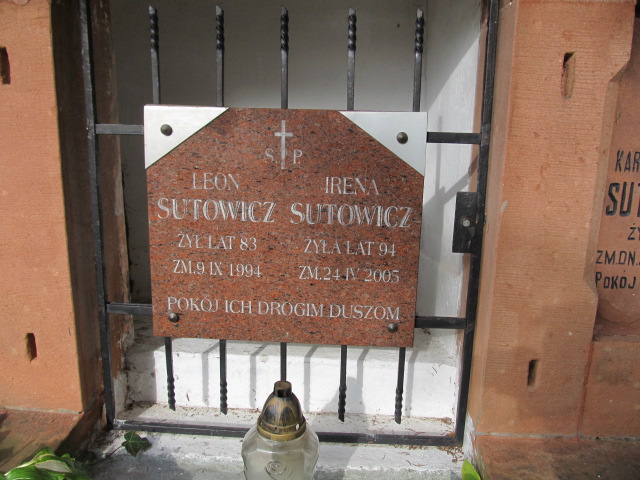 S P
LEON IRENA
SUTOWICZ SUTOWICZ
ŻYŁ LAT 83 ŻYŁA LAT 94
ZM.9 IX 1994 ZM.24 IV 2005
POKÓJ ICH DROGIM DUSZOM
KAR
SUT
Ż
ZM.DN.
POKÓJ